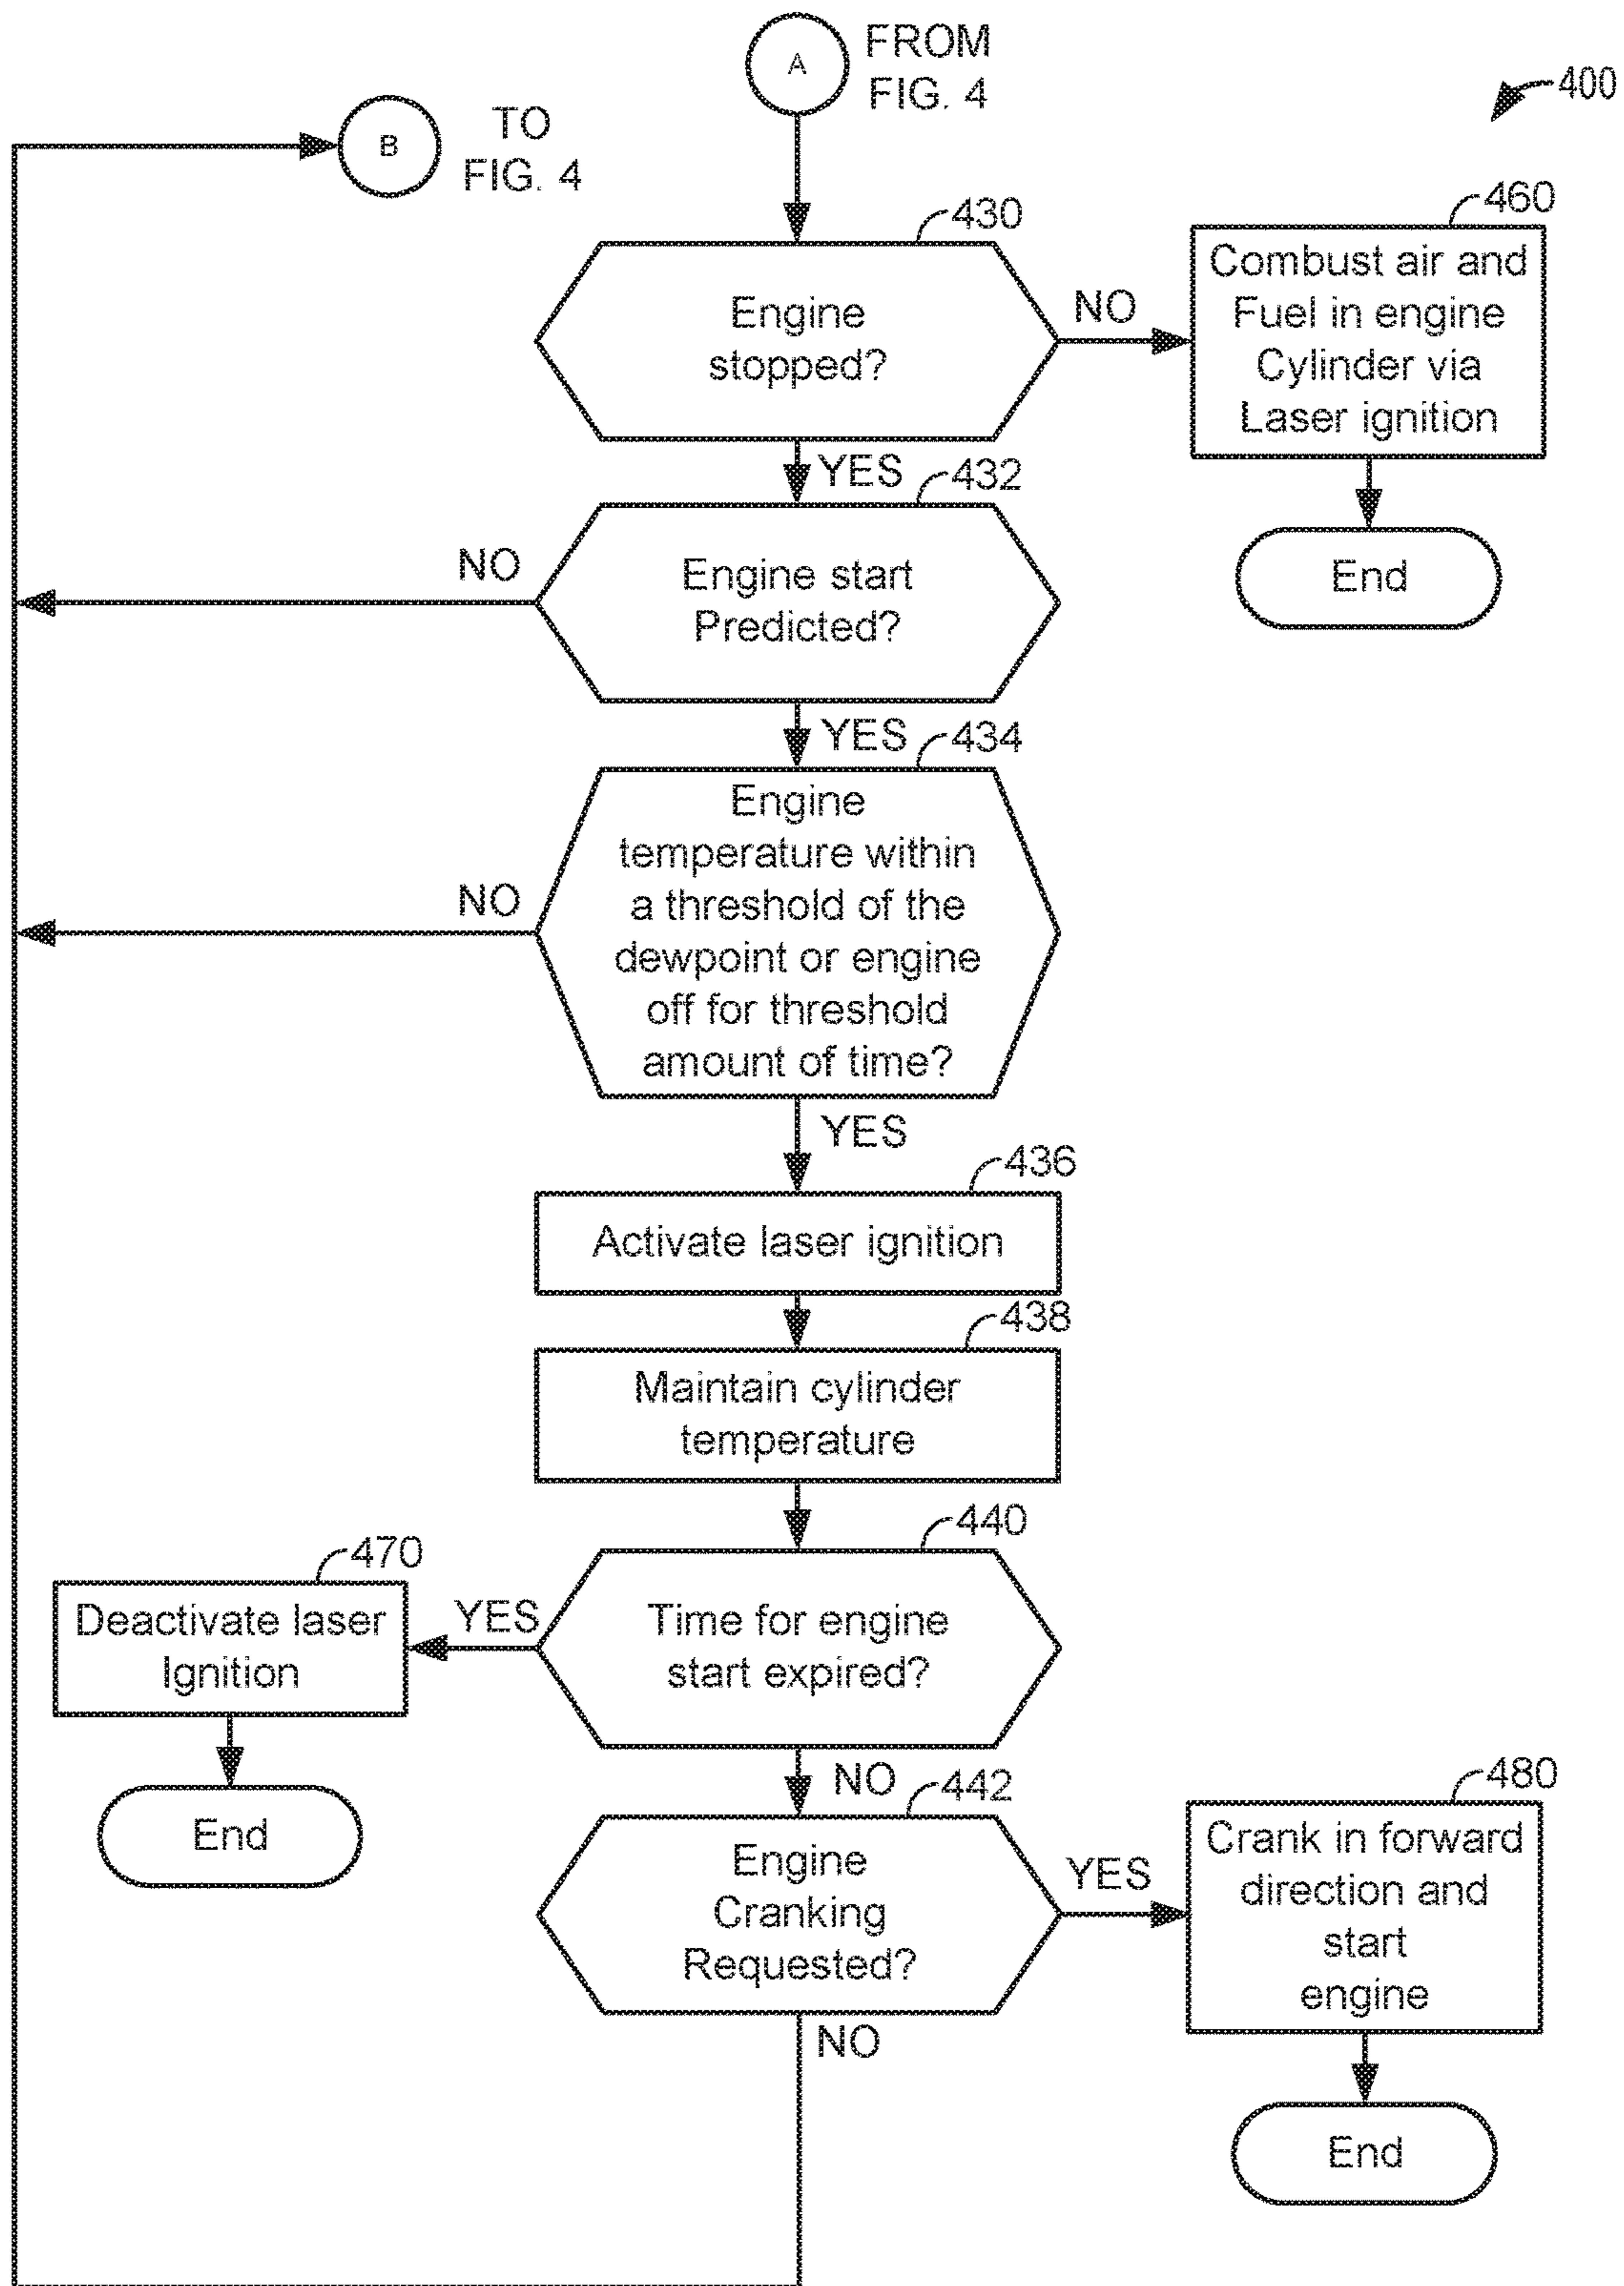 A
FROM
FIG. 4
400
B
TO
FIG. 4
430
Engine
stopped?
NO
460
Combust air and
Fuel in engine
Cylinder via
Laser ignition
End
YES
432
Engine start
Predicted?
NO
YES
434
Engine
temperature within
a threshold of the
dewpoint or engine
off for threshold
amount of time?
NO
YES
436
Activate laser ignition
438
Maintain cylinder
temperature
440
Time for engine
start expired?
YES
470
Deactivate laser
Ignition
End
NO
442
Engine
Cranking
Requested?
YES
480
Crank in forward
direction and
start
engine
End
NO